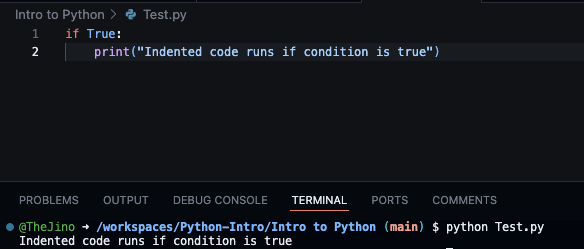 Intro to Python > Test.py
1 if True:
2 print("Indented code runs if condition is true")
PROBLEMS OUTPUT DEBUG CONSOLE TERMINAL PORTS COMMENTS
@TheJino ➜ /workspaces/Python-Intro/Intro to Python (main) $ python Test.py
Indented code runs if condition is true